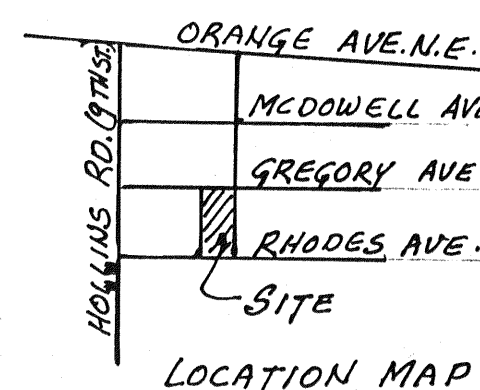 ORANGE AVE.N.E.
MCDOWELL AVE
GREGORY AVE
RHODES AVE.
HOLLINS RD. (9TH ST.)
SITE
LOCATION MAP